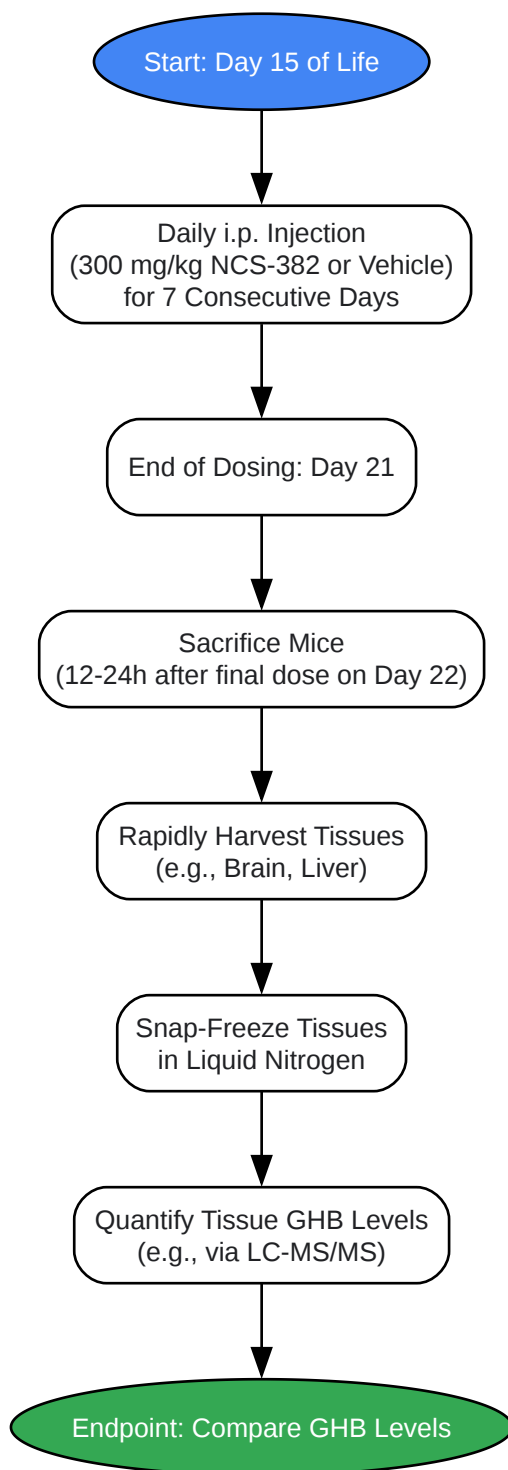 Start: Day 15 of Life
Daily i.p. Injection
(300 mg/kg NCS-382 or Vehicle)
for 7 Consecutive Days
End of Dosing: Day 21
Sacrifice Mice
(12-24h after final dose on Day 22)
Rapidly Harvest Tissues
(e.g., Brain, Liver)
Snap-Freeze Tissues
in Liquid Nitrogen
Quantify Tissue GHB Levels
(e.g., via LC-MS/MS)
Endpoint: Compare GHB Levels